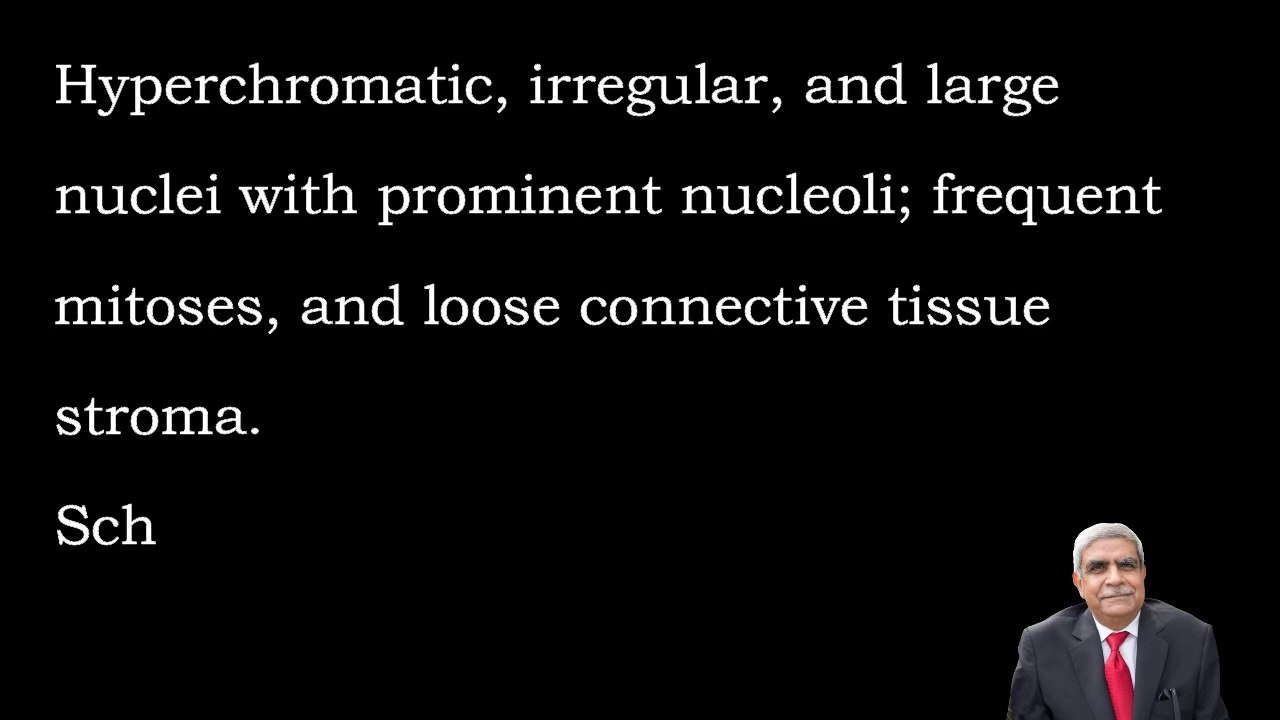 Hyperchromatic, irregular, and large
nuclei with prominent nucleoli; frequent
mitoses, and loose connective tissue
stroma.
Sch